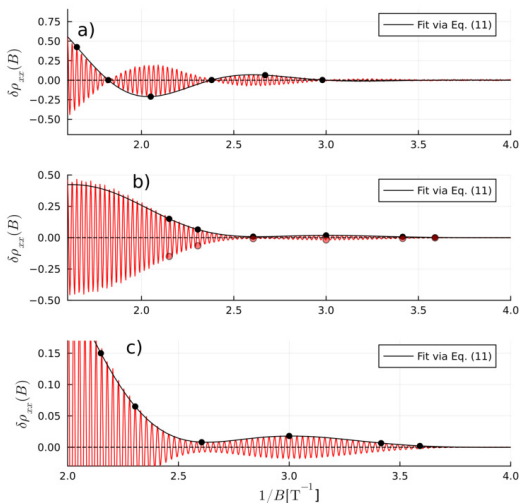 a)
Fit via Eq. (11)
δρxx(B)
0.75
0.50
0.25
0.00
−0.25
−0.50
2.0 2.5 3.0 3.5 4.0
b)
Fit via Eq. (11)
δρxx(B)
0.50
0.25
0.00
−0.25
−0.50
2.0 2.5 3.0 3.5 4.0
c)
Fit via Eq. (11)
δρxx(B)
0.15
0.10
0.05
0.00
2.0 2.5 3.0 3.5 4.0
1/B[T⁻¹]